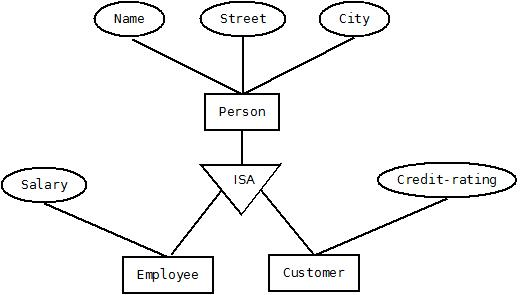 Name
Street
City
Person
ISA
Salary
Credit-rating
Employee
Customer